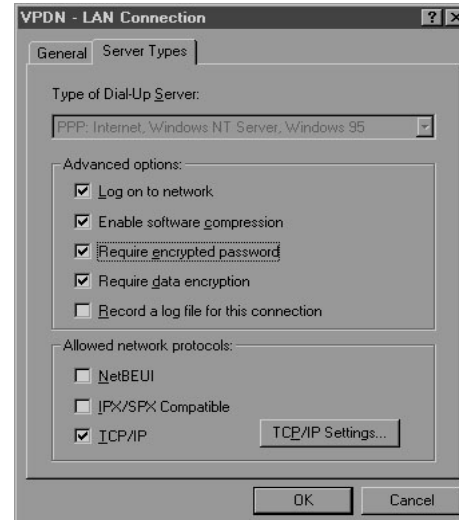 VPDN - LAN Connection
General
Server Types
Type of Dial-Up Server:
PPP: Internet, Windows NT Server, Windows 95
Advanced options:
Log on to network
Enable software compression
Require encrypted password
Require data encryption
Record a log file for this connection
Allowed network protocols:
NetBEUI
IPX/SPX Compatible
TCP/IP
TCP/IP Settings...
OK
Cancel